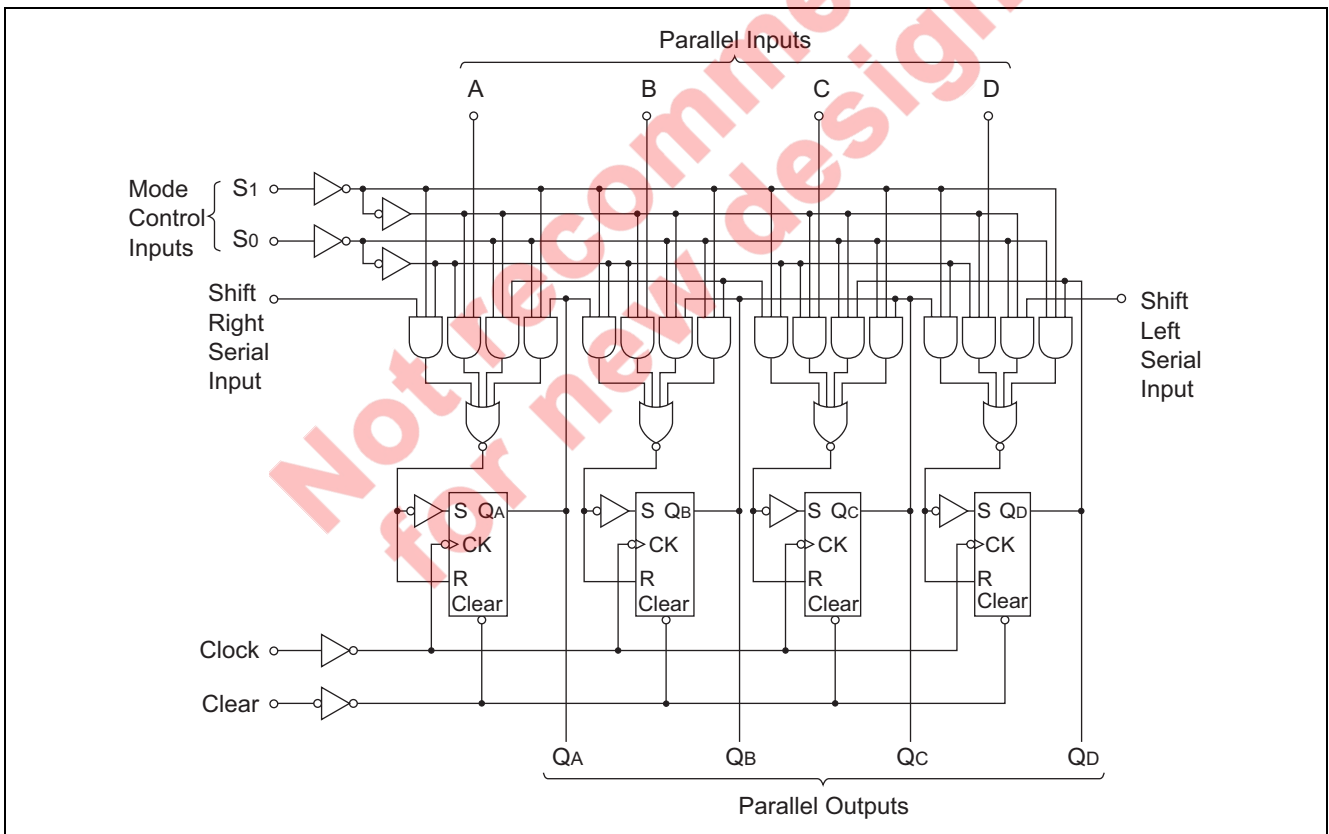 Not recomme
for new design
Parallel Inputs
A B C D
Mode
Control
Inputs
S1
S0
Shift
Right
Serial
Input
Shift
Left
Serial
Input
S QA
CK
R
Clear
S QB
CK
R
Clear
S QC
CK
R
Clear
S QD
CK
R
Clear
Clock
Clear
QA QB QC QD
Parallel Outputs